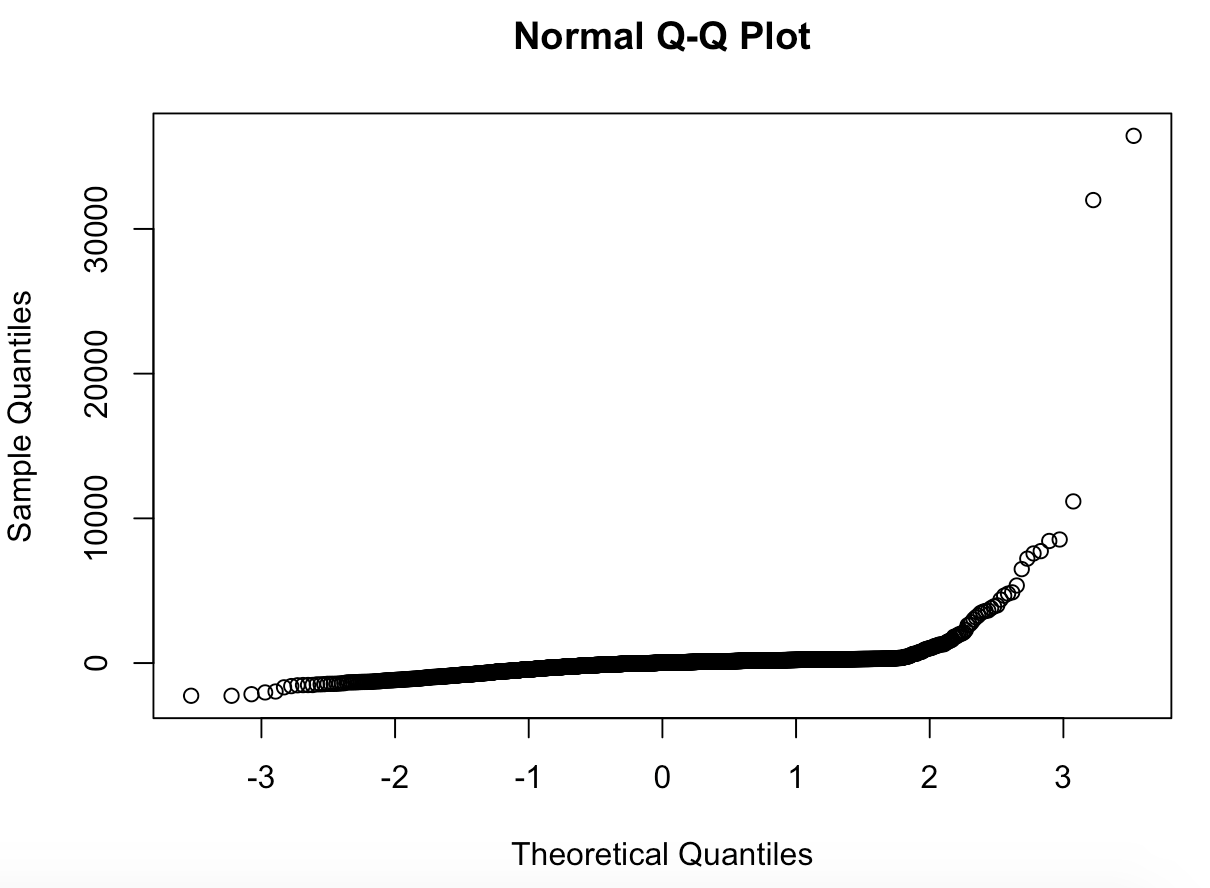 Normal Q-Q Plot
Sample Quantiles
30000
20000
10000
0
-3 -2 -1 0 1 2 3
Theoretical Quantiles